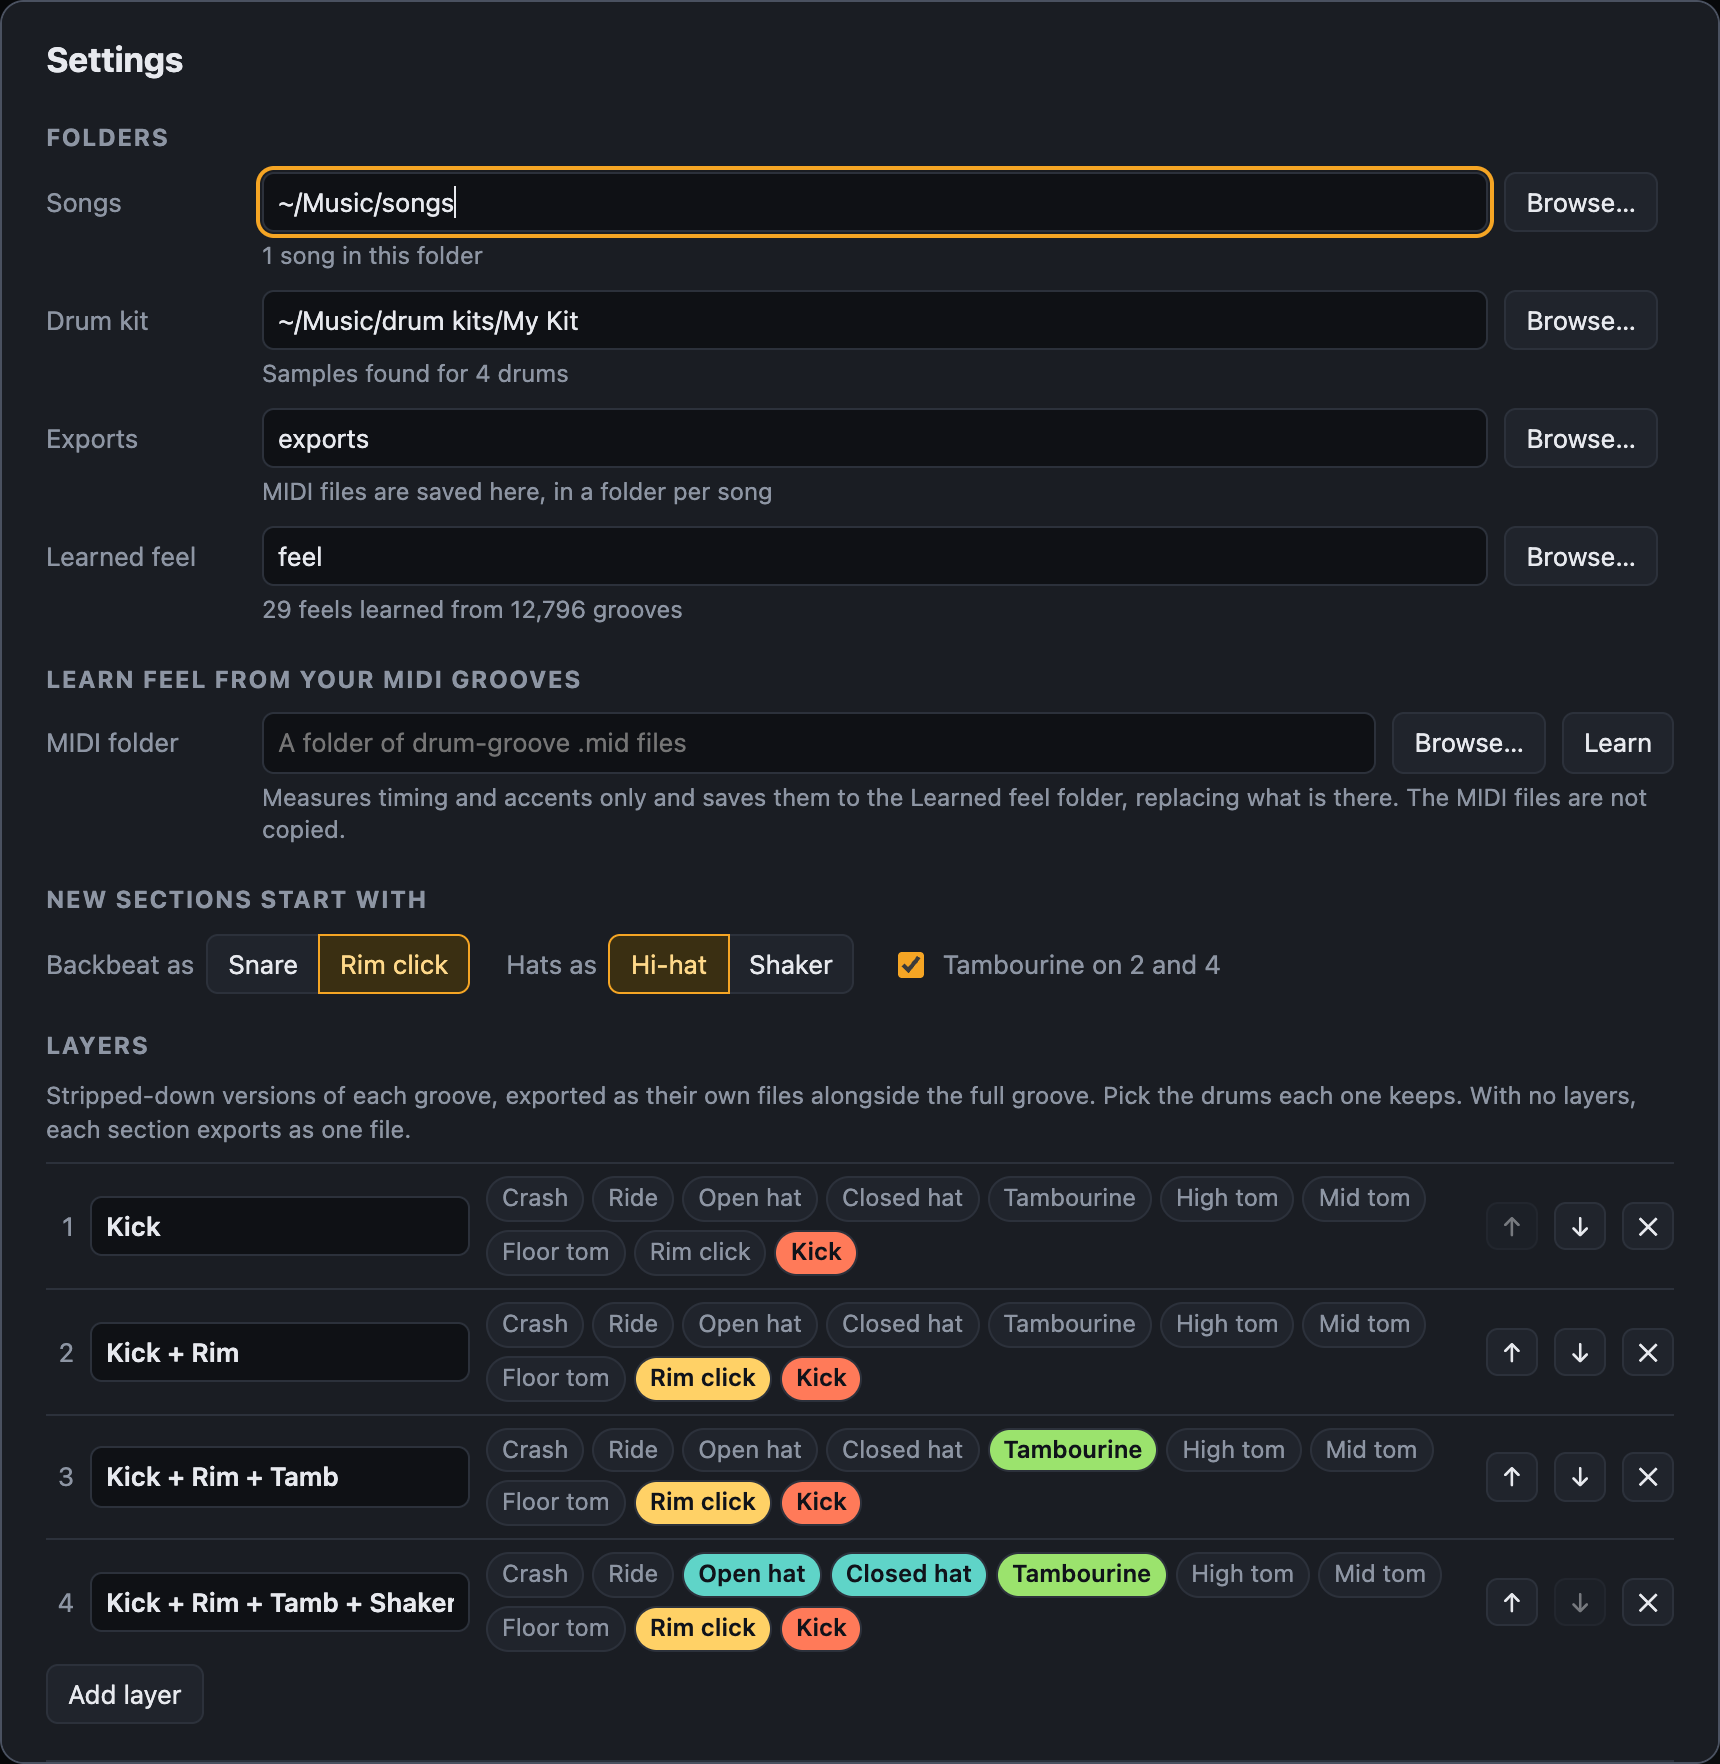 Settings
FOLDERS
Songs ~/Music/songs Browse...
1 song in this folder
Drum kit ~/Music/drum kits/My Kit Browse...
Samples found for 4 drums
Exports exports Browse...
MIDI files are saved here, in a folder per song
Learned feel feel Browse...
29 feels learned from 12,796 grooves
LEARN FEEL FROM YOUR MIDI GROOVES
MIDI folder A folder of drum-groove .mid files Browse... Learn
Measures timing and accents only and saves them to the Learned feel folder, replacing what is there. The MIDI files are not
copied.
NEW SECTIONS START WITH
Backbeat as Snare Rim click Hats as Hi-hat Shaker Tambourine on 2 and 4
LAYERS
Stripped-down versions of each groove, exported as their own files alongside the full groove. Pick the drums each one keeps. With no layers,
each section exports as one file.
1 Kick
Crash Ride Open hat Closed hat Tambourine High tom Mid tom
Floor tom Rim click Kick
↑ ↓ ✕
2 Kick + Rim
Crash Ride Open hat Closed hat Tambourine High tom Mid tom
Floor tom Rim click Kick
↑ ↓ ✕
3 Kick + Rim + Tamb
Crash Ride Open hat Closed hat Tambourine High tom Mid tom
Floor tom Rim click Kick
↑ ↓ ✕
4 Kick + Rim + Tamb + Shaker
Crash Ride Open hat Closed hat Tambourine High tom Mid tom
Floor tom Rim click Kick
↑ ↓ ✕
Add layer